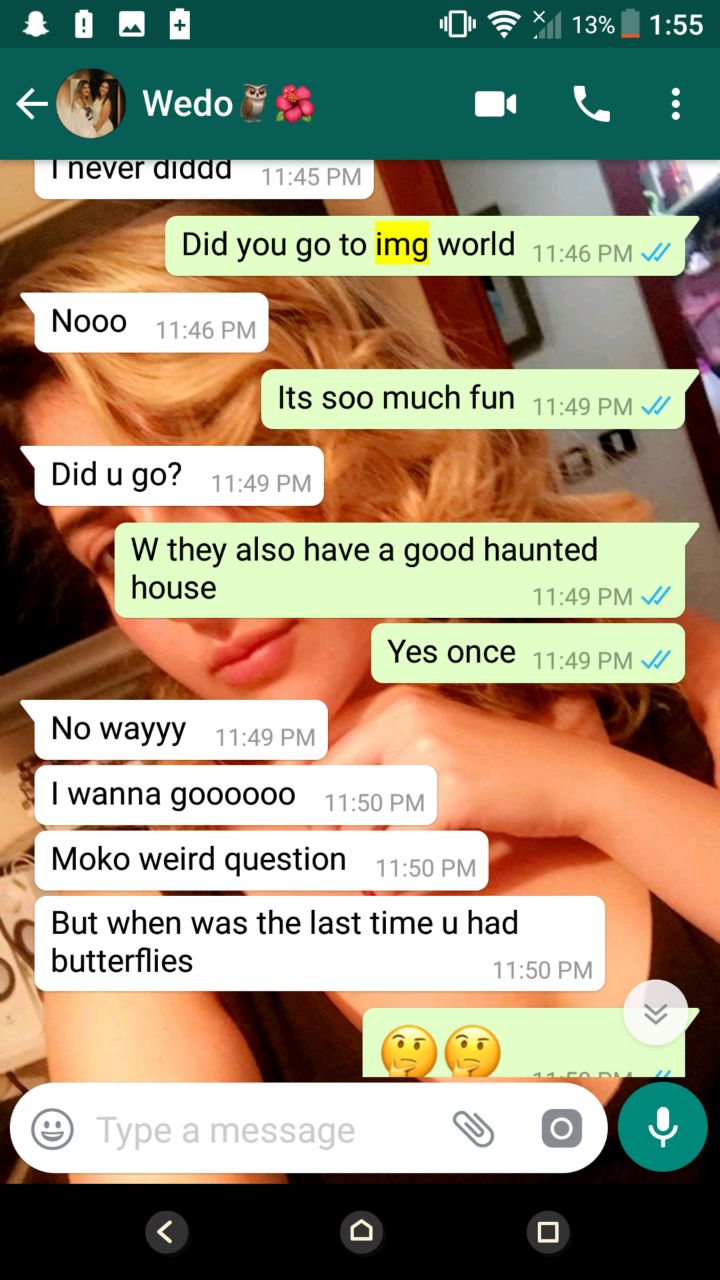 13% 1:55
Wedo🦉🌺
I never diddd 11:45 PM
Did you go to img world 11:46 PM
Nooo 11:46 PM
Its soo much fun 11:49 PM
Did u go? 11:49 PM
W they also have a good haunted
house 11:49 PM
Yes once 11:49 PM
No wayyy 11:49 PM
I wanna goooooo 11:50 PM
Moko weird question 11:50 PM
But when was the last time u had
butterflies 11:50 PM
🤔🤔
Type a message